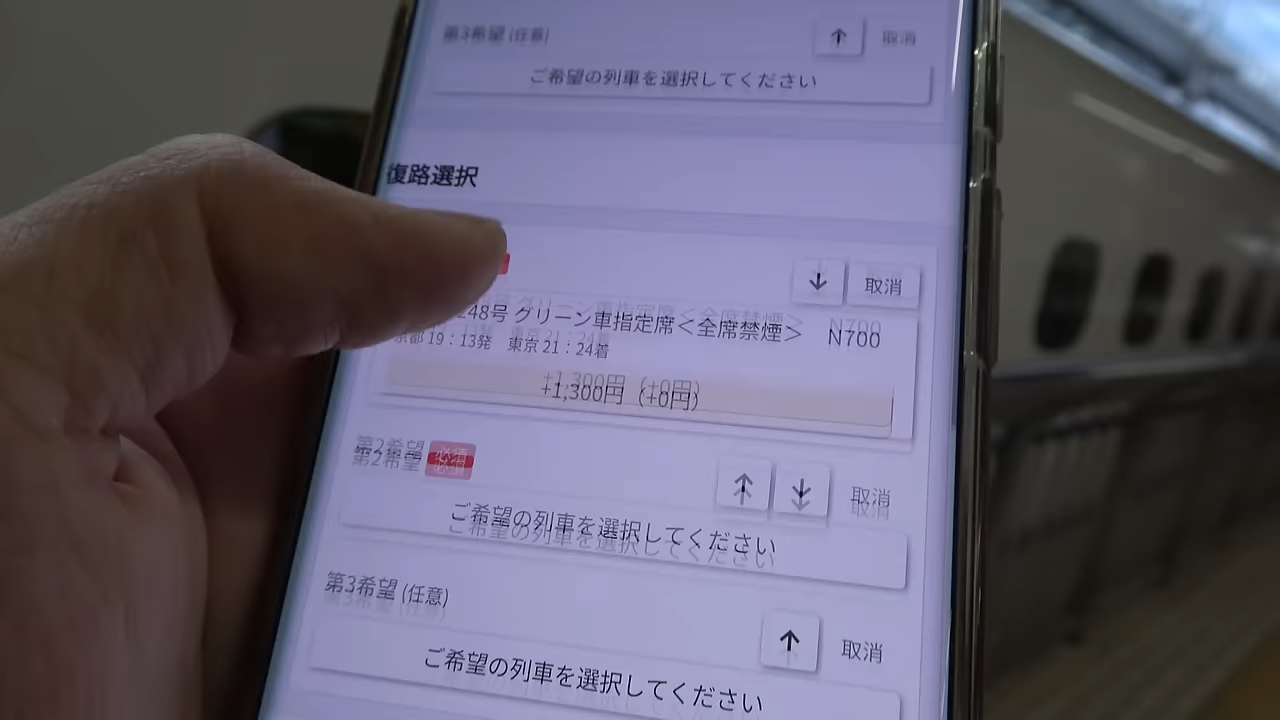 第3希望 (任意)
↑ 取消
ご希望の列車を選択してください
復路選択
↓ 取消
48号 グリーン車指定席＜全席禁煙＞ N700
都 19：13発 東京 21：24着
+1,300円 (+0円)
第2希望 必須
↑ ↓ 取消
ご希望の列車を選択してください
第3希望 (任意)
↑ 取消
ご希望の列車を選択してください